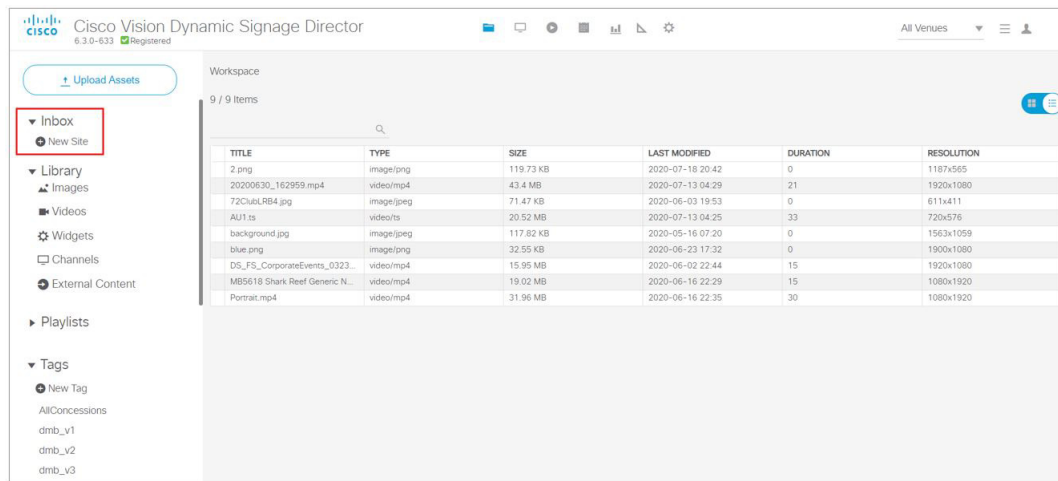 CISCO
Cisco Vision Dynamic Signage Director
6.3.0-633 Registered
All Venues
Upload Assets
Inbox
New Site
Library
Images
Videos
Widgets
Channels
External Content
Playlists
Tags
New Tag
AllConcessions
dmb_v1
dmb_v2
dmb_v3
Workspace
9 / 9 Items
TITLE TYPE SIZE LAST MODIFIED DURATION RESOLUTION
2.png image/png 119.73 KB 2020-07-18 20:42 0 1187x565
20200630_162959.mp4 video/mp4 43.4 MB 2020-07-13 04:29 21 1920x1080
72ClubLRB4.jpg image/jpeg 71.47 KB 2020-06-03 19:53 0 611x411
AU1.ts video/ts 20.52 MB 2020-07-13 04:25 33 720x576
background.jpg image/jpeg 117.82 KB 2020-05-16 07:20 0 1563x1059
blue.png image/png 32.55 KB 2020-06-23 17:32 0 1900x1080
DS_FS_CorporateEvents_0323... video/mp4 15.95 MB 2020-06-02 22:44 15 1920x1080
MB5618 Shark Reef Generic N... video/mp4 19.02 MB 2020-06-16 22:29 15 1080x1920
Portrait.mp4 video/mp4 31.96 MB 2020-06-16 22:35 30 1080x1920